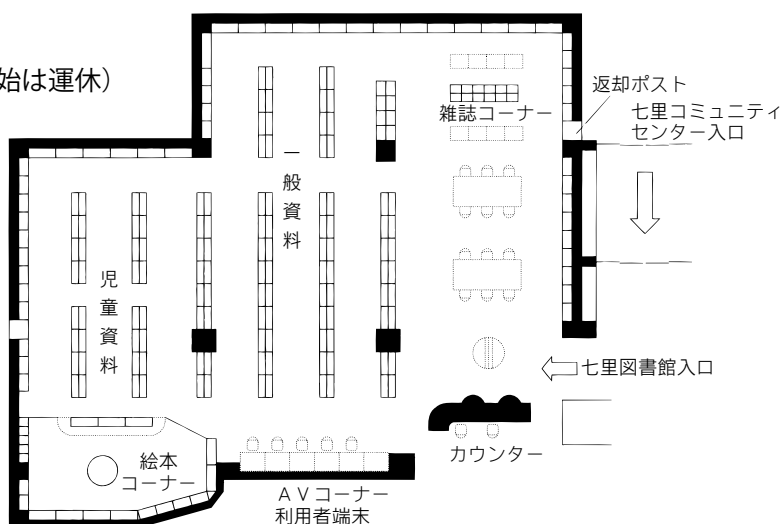 始は運休）
返却ポスト
七里コミュニティ
センター入口
雑誌コーナー
一般資料
児童資料
七里図書館入口
カウンター
絵本
コーナー
ＡＶコーナー
利用者端末